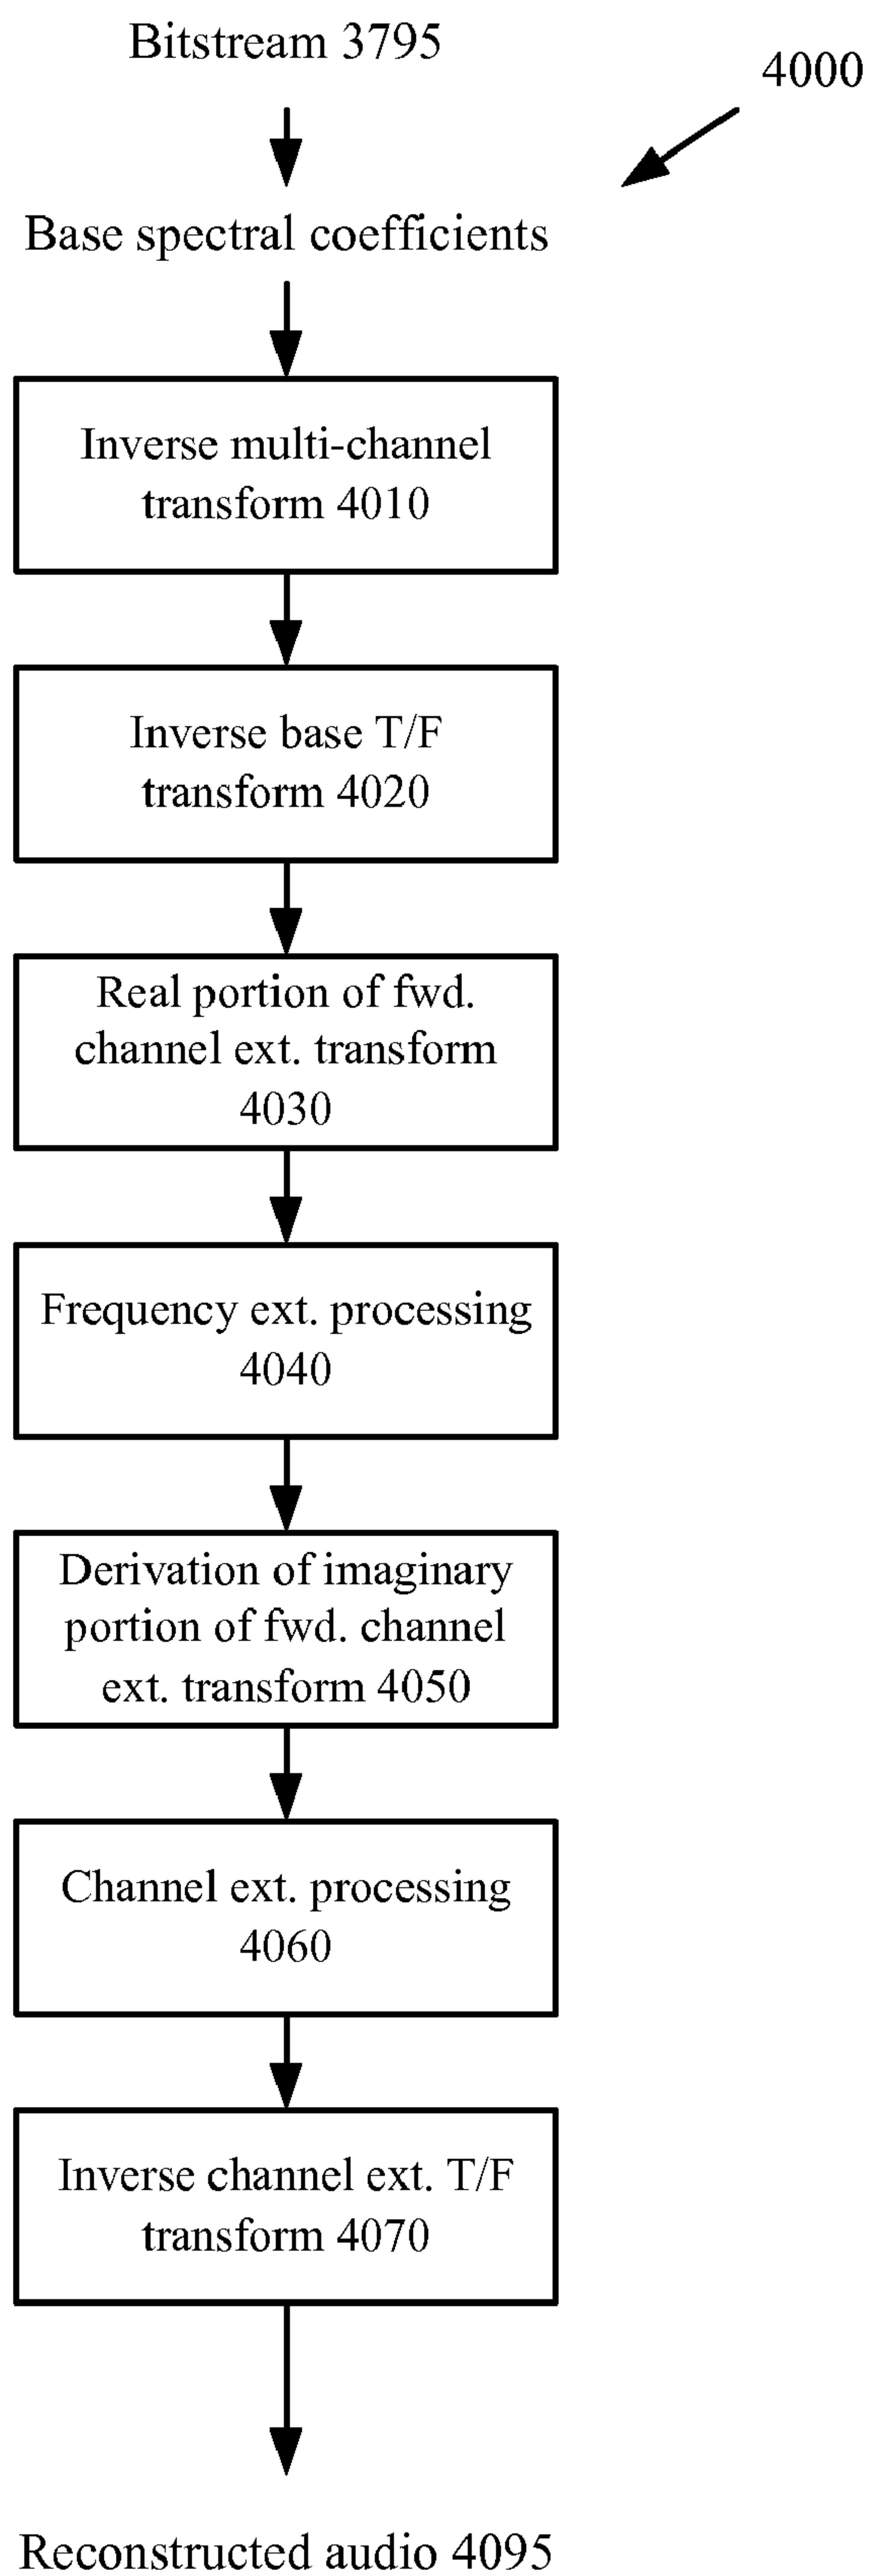 Bitstream 3795
4000
Base spectral coefficients
Inverse multi-channel
transform 4010
Inverse base T/F
transform 4020
Real portion of fwd.
channel ext. transform
4030
Frequency ext. processing
4040
Derivation of imaginary
portion of fwd. channel
ext. transform 4050
Channel ext. processing
4060
Inverse channel ext. T/F
transform 4070
Reconstructed audio 4095